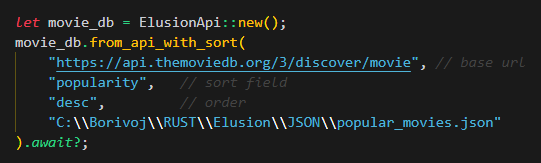 let movie_db = ElusionApi::new();
movie_db.from_api_with_sort(
    "https://api.themoviedb.org/3/discover/movie", // base url
    "popularity",   // sort field
    "desc",         // order
    "C:\\Borivoj\\RUST\\Elusion\\JSON\\popular_movies.json"
).await?;